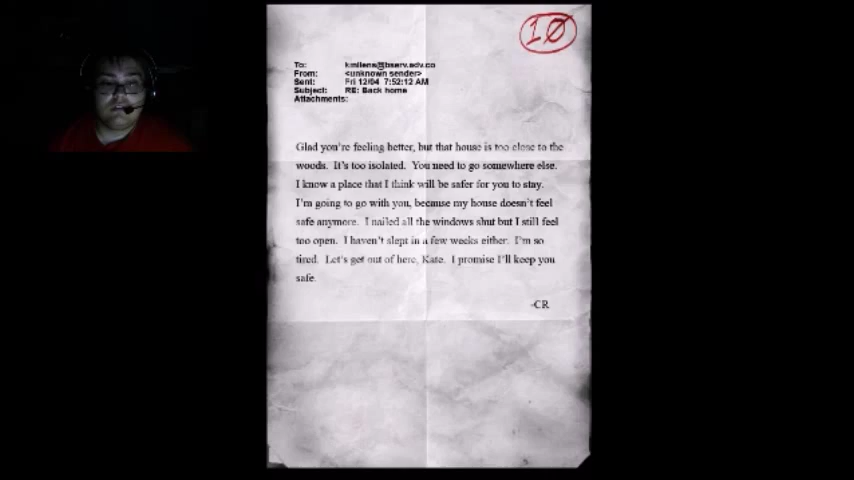 10
To: kmilens@bserv.adv.co
From: <unknown sender>
Sent: Fri 12/04 7:52:12 AM
Subject: RE: Back home
Attachments:
Glad you're feeling better, but that house is too close to the
woods. It's too isolated. You need to go somewhere else.
I know a place that I think will be safer for you to stay.
I'm going to go with you, because my house doesn't feel
safe anymore. I nailed all the windows shut but I still feel
too open. I haven't slept in a few weeks either. I'm so
tired. Let's get out of here, Kate. I promise I'll keep you
safe.
-CR